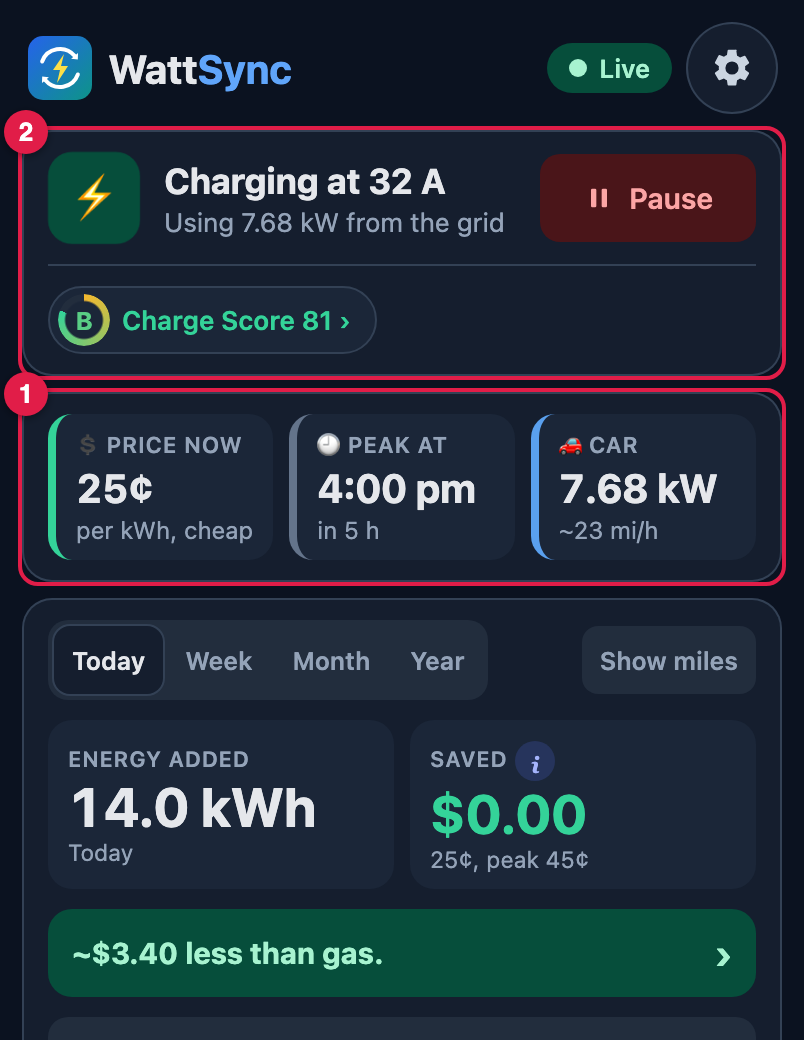 WattSync
Live
2
Charging at 32 A
Using 7.68 kW from the grid
Pause
B
Charge Score 81 ›
1
$ PRICE NOW
25¢
per kWh, cheap
PEAK AT
4:00 pm
in 5 h
CAR
7.68 kW
~23 mi/h
Today
Week
Month
Year
Show miles
ENERGY ADDED
14.0 kWh
Today
SAVED i
$0.00
25¢, peak 45¢
~$3.40 less than gas. ›